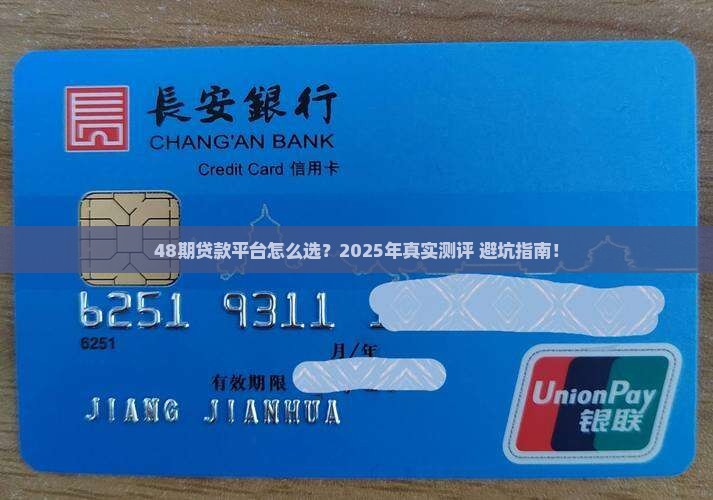 長安銀行
CHANG'AN BANK
Credit Card 信用卡
48期贷款平台怎么选？2025年真实测评 避坑指南！
6251 9311 1
6251
月/年
有效期限
JIANG JIANHUA
UnionPay
银联